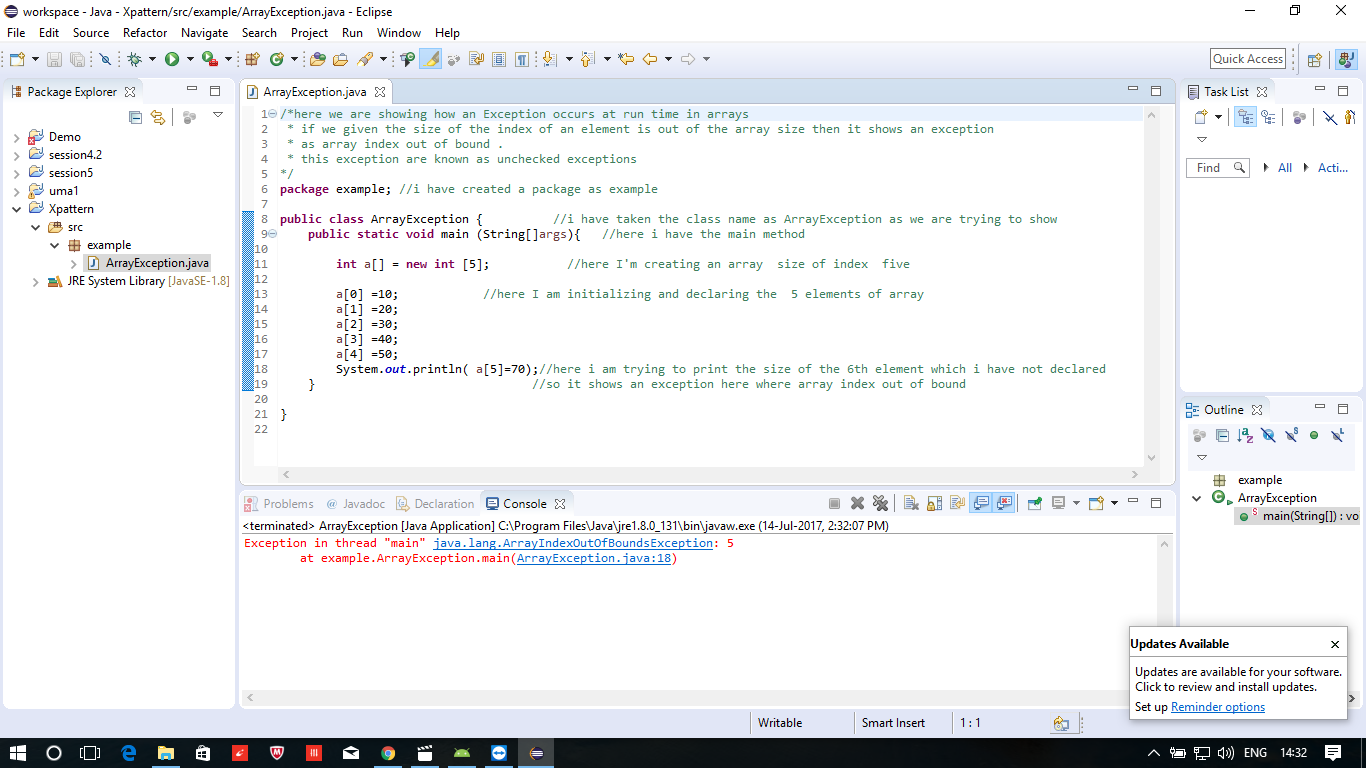 workspace - Java - Xpattern/src/example/ArrayException.java - Eclipse
File Edit Source Refactor Navigate Search Project Run Window Help
Quick Access
Package Explorer
Demo
session4.2
session5
uma1
Xpattern
src
example
ArrayException.java
JRE System Library [JavaSE-1.8]
ArrayException.java
1 /*here we are showing how an Exception occurs at run time in arrays
2 * if we given the size of the index of an element is out of the array size then it shows an exception
3 * as array index out of bound .
4 * this exception are known as unchecked exceptions
5 */
6 package example; //i have created a package as example
7
8 public class ArrayException { //i have taken the class name as ArrayException as we are trying to show
9 public static void main (String[]args){ //here i have the main method
10
11 int a[] = new int [5]; //here I'm creating an array size of index five
12
13 a[0] =10; //here I am initializing and declaring the 5 elements of array
14 a[1] =20;
15 a[2] =30;
16 a[3] =40;
17 a[4] =50;
18 System.out.println( a[5]=70);//here i am trying to print the size of the 6th element which i have not declared
19 } //so it shows an exception here where array index out of bound
20
21 }
22
Task List
Find All Acti...
Outline
example
ArrayException
main(String[]) : vo
Problems @ Javadoc Declaration Console
<terminated> ArrayException [Java Application] C:\Program Files\Java\jre1.8.0_131\bin\javaw.exe (14-Jul-2017, 2:32:07 PM)
Exception in thread "main" java.lang.ArrayIndexOutOfBoundsException: 5
at example.ArrayException.main(ArrayException.java:18)
Updates Available
Updates are available for your software.
Click to review and install updates.
Set up Reminder options
Writable Smart Insert 1 : 1
ENG 14:32